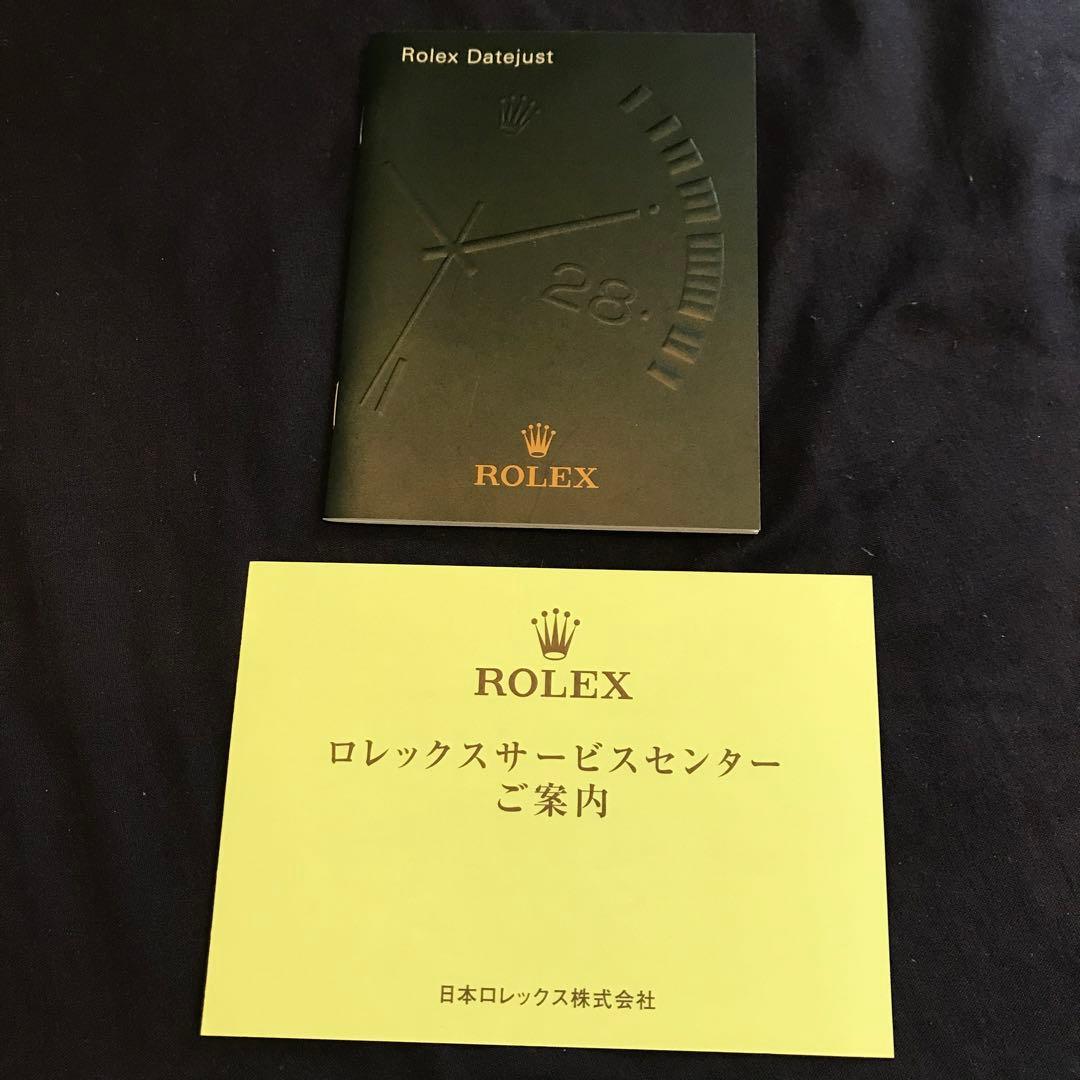 Rolex Datejust
28
ROLEX
ROLEX
ロレックスサービスセンター
ご案内
日本ロレックス株式会社